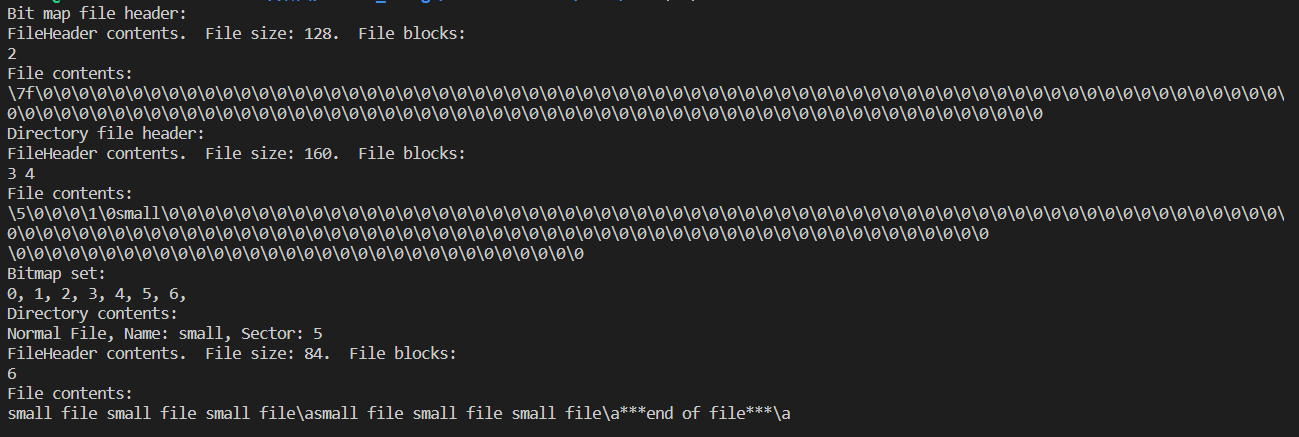 Bit map file header:
FileHeader contents.  File size: 128.  File blocks:
2
File contents:
\7f\0\0\0\0\0\0\0\0\0\0\0\0\0\0\0\0\0\0\0\0\0\0\0\0\0\0\0\0\0\0\0\0\0\0\0\0\0\0\0\0\0\0\0\0\0\0\0\0\0\0\0\0\0\0\0\0\0\0\0\0\0\0\0\0\0\0\0\0\0\
0\0\0\0\0\0\0\0\0\0\0\0\0\0\0\0\0\0\0\0\0\0\0\0\0\0\0\0\0\0\0\0\0\0\0\0\0\0\0\0\0\0\0\0\0\0\0\0\0\0\0\0\0\0\0\0\0\0
Directory file header:
FileHeader contents.  File size: 160.  File blocks:
3 4
File contents:
\5\0\0\0\1\0small\0\0\0\0\0\0\0\0\0\0\0\0\0\0\0\0\0\0\0\0\0\0\0\0\0\0\0\0\0\0\0\0\0\0\0\0\0\0\0\0\0\0\0\0\0\0\0\0\0\0\0\0\0\0\0\0\0\0\0\0\0\0\
0\0\0\0\0\0\0\0\0\0\0\0\0\0\0\0\0\0\0\0\0\0\0\0\0\0\0\0\0\0\0\0\0\0\0\0\0\0\0\0\0\0\0\0\0\0\0\0\0\0\0\0\0\0\0
\0\0\0\0\0\0\0\0\0\0\0\0\0\0\0\0\0\0\0\0\0\0\0\0\0\0\0\0\0\0\0\0
Bitmap set:
0, 1, 2, 3, 4, 5, 6,
Directory contents:
Normal File, Name: small, Sector: 5
FileHeader contents.  File size: 84.  File blocks:
6
File contents:
small file small file small file\asmall file small file small file\a***end of file***\a